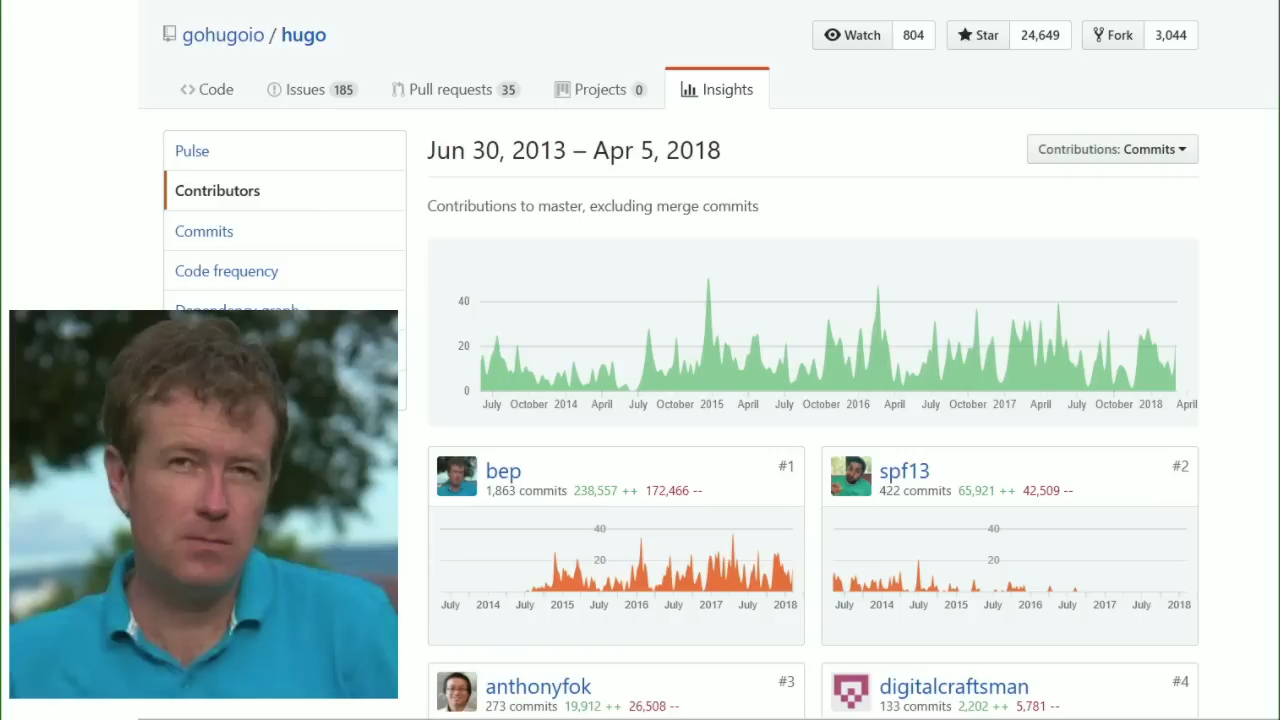 gohugoio / hugo
Watch 804
Star 24,649
Fork 3,044
Code
Issues 185
Pull requests 35
Projects 0
Insights
Pulse
Contributors
Commits
Code frequency
Jun 30, 2013 – Apr 5, 2018
Contributions: Commits
Contributions to master, excluding merge commits
40
20
0
July October 2014 April July October 2015 April July October 2016 April July October 2017 April July October 2018 April
bep #1
1,863 commits 238,557 ++ 172,466 --
40
20
July 2014 July 2015 July 2016 July 2017 July 2018
spf13 #2
422 commits 65,921 ++ 42,509 --
40
20
July 2014 July 2015 July 2016 July 2017 July 2018
anthonyfok #3
273 commits 19,912 ++ 26,508 --
digitalcraftsman #4
133 commits 2,202 ++ 5,781 --